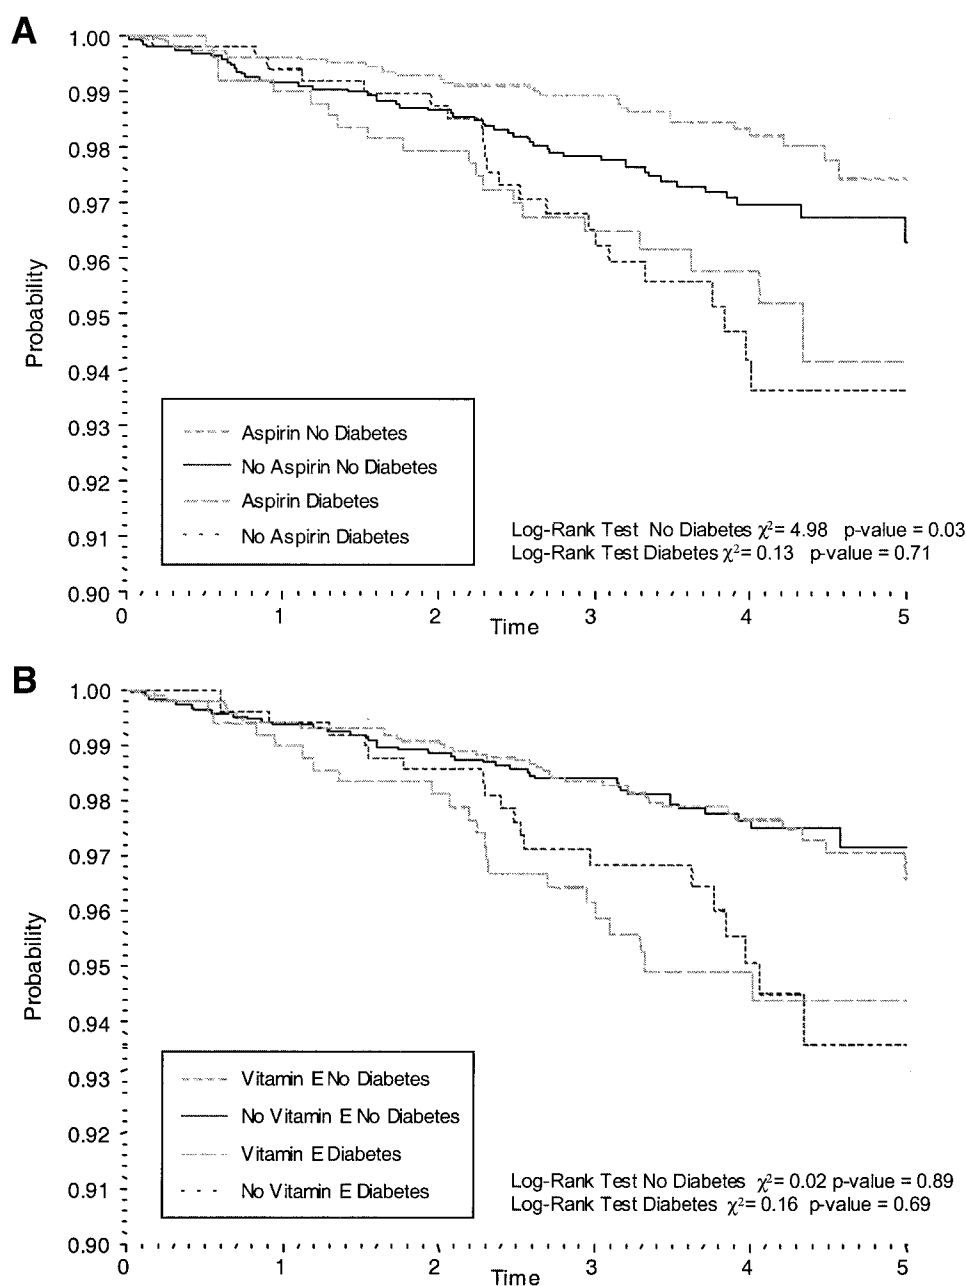 A
1.00
0.99
0.98
0.97
0.96
0.95
0.94
0.93
0.92
0.91
0.90
Probability
Aspirin No Diabetes
No Aspirin No Diabetes
Aspirin Diabetes
No Aspirin Diabetes
Log-Rank Test No Diabetes χ²= 4.98 p-value = 0.03
Log-Rank Test Diabetes χ²= 0.13 p-value = 0.71
0 1 2 3 4 5
Time
B
1.00
0.99
0.98
0.97
0.96
0.95
0.94
0.93
0.92
0.91
0.90
Probability
Vitamin E No Diabetes
No Vitamin E No Diabetes
Vitamin E Diabetes
No Vitamin E Diabetes
Log-Rank Test No Diabetes χ²= 0.02 p-value = 0.89
Log-Rank Test Diabetes χ²= 0.16 p-value = 0.69
0 1 2 3 4 5
Time